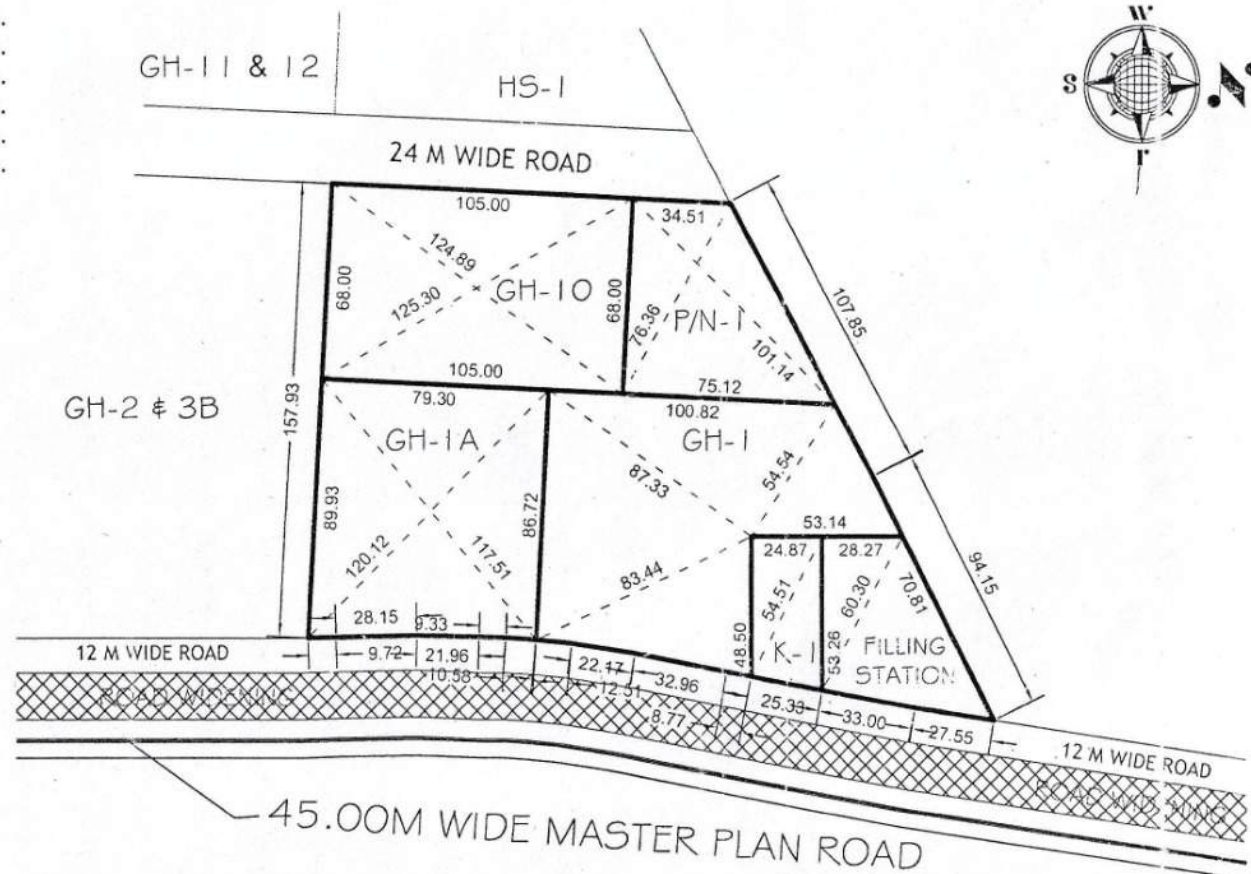 W
S
GH-11 & 12
HS-1
24 M WIDE ROAD
105.00
34.51
124.89
68.00
GH-10
68.00
P/N-1
107.85
125.30
76.36
101.14
105.00
75.12
79.30
100.82
GH-2 & 3B
157.93
GH-1A
GH-1
87.33
54.54
89.93
86.72
53.14
24.87
28.27
94.15
120.12
117.51
83.44
54.51
60.30
70.81
28.15
9.33
48.50
K-1
53.26
FILLING
STATION
12 M WIDE ROAD
9.72
21.96
22.17
32.96
10.58
12.51
ROAD WIDENING
8.77
25.33
33.00
27.55
12 M WIDE ROAD
ROAD WIDENING
45.00M WIDE MASTER PLAN ROAD